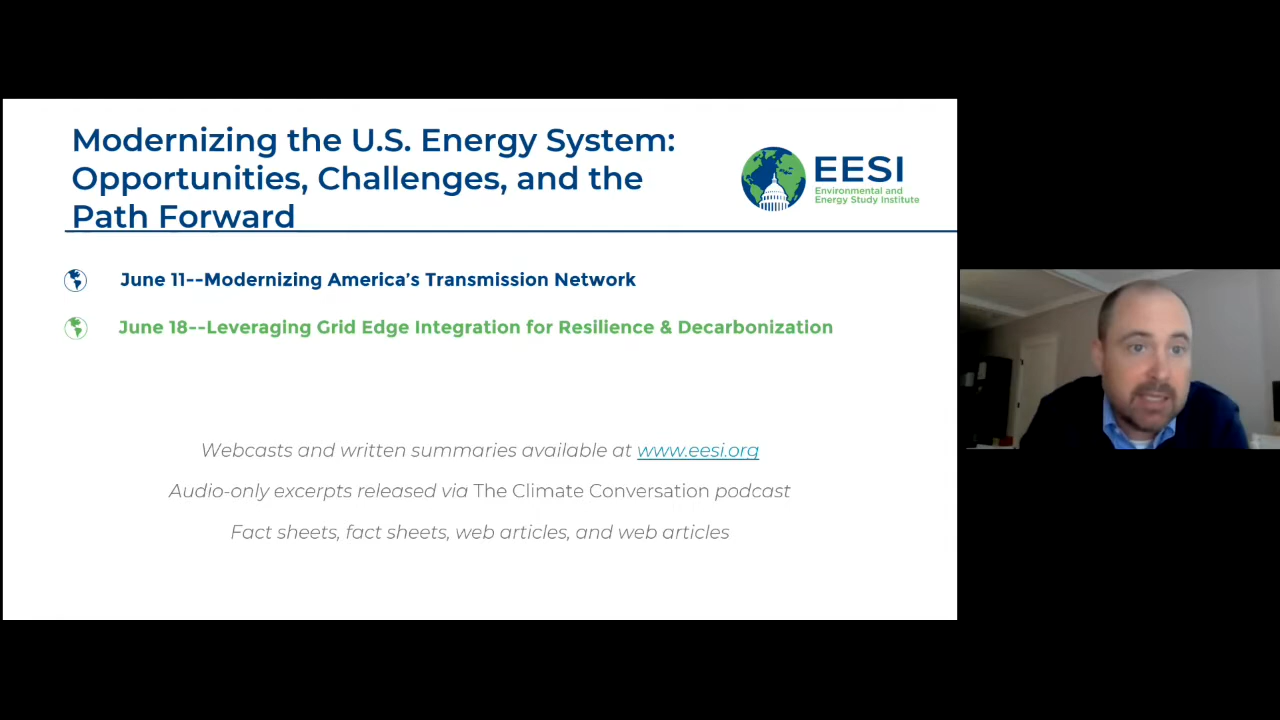 Modernizing the U.S. Energy System:
Opportunities, Challenges, and the
Path Forward
EESI
Environmental and
Energy Study Institute
June 11--Modernizing America's Transmission Network
June 18--Leveraging Grid Edge Integration for Resilience & Decarbonization
Webcasts and written summaries available at www.eesi.org
Audio-only excerpts released via The Climate Conversation podcast
Fact sheets, fact sheets, web articles, and web articles